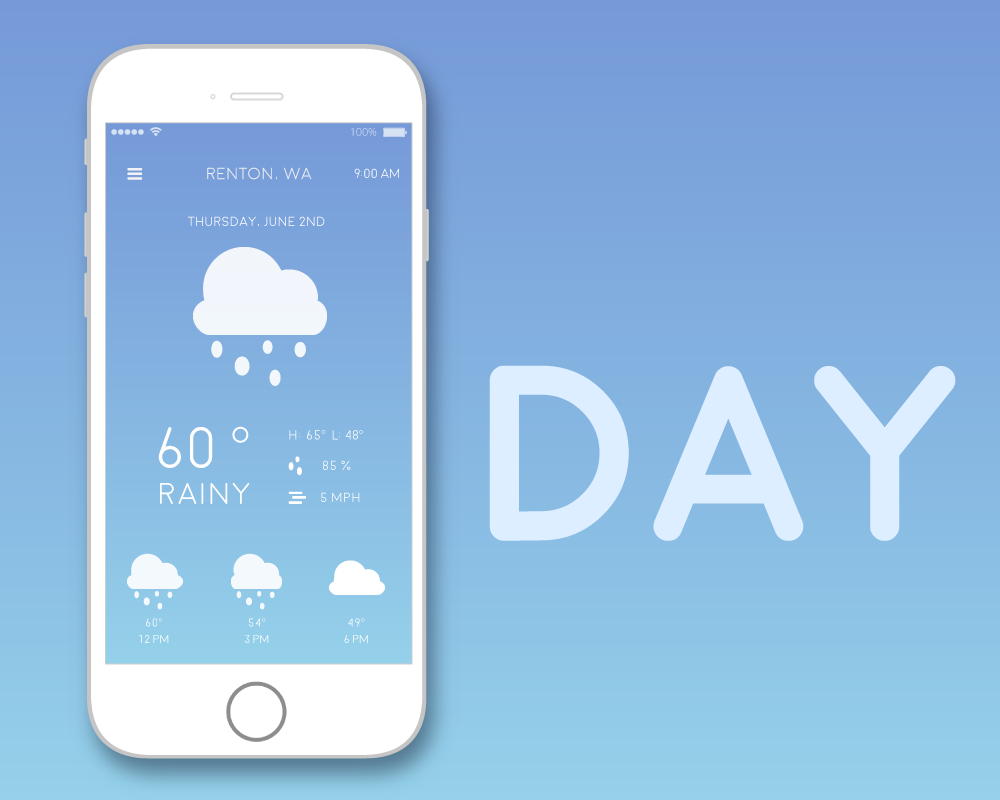 100%
RENTON, WA 9:00 AM
THURSDAY, JUNE 2ND
60°
RAINY
H: 65° L: 48°
85 %
5 MPH
60° 54° 49°
12 PM 3 PM 6 PM
DAY